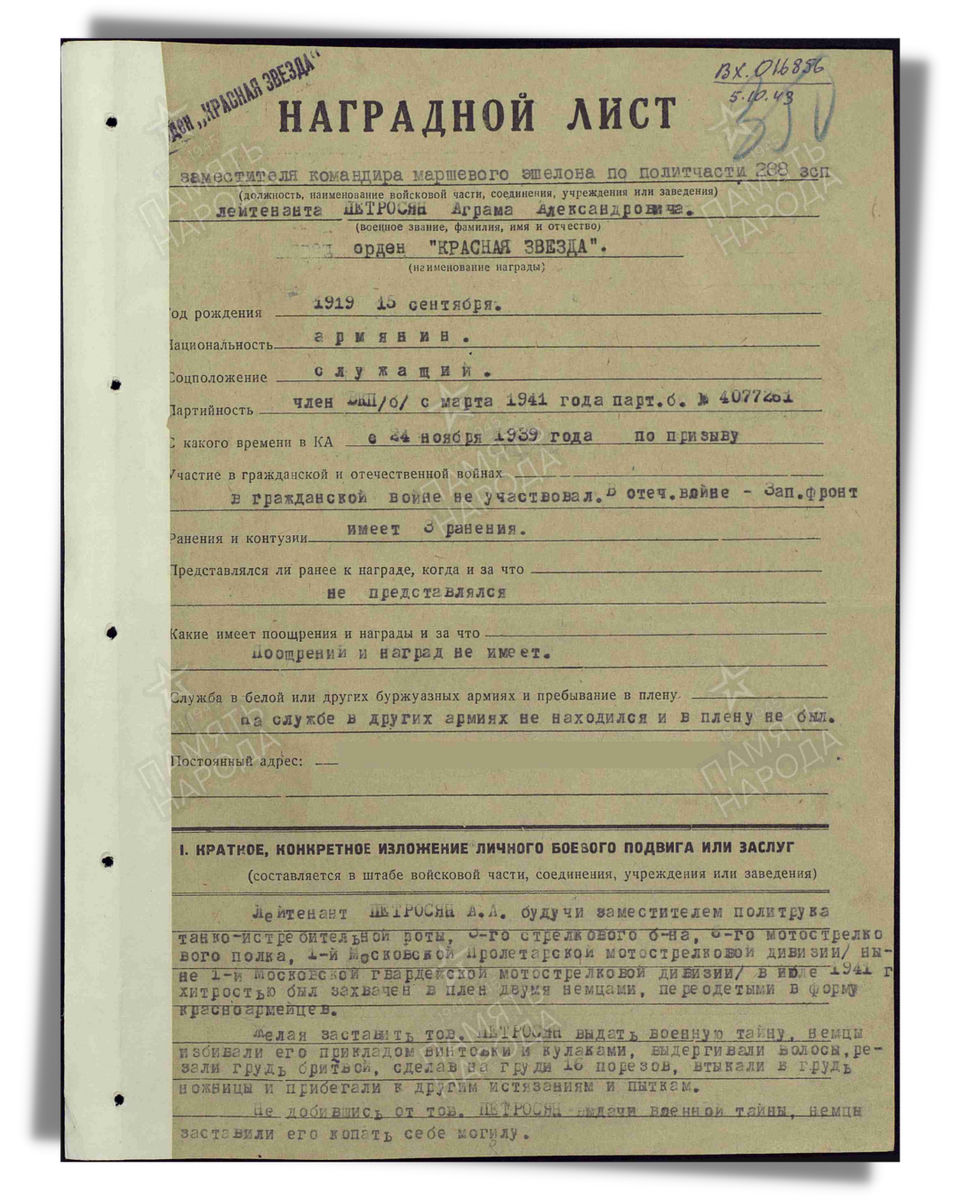 ден „КРАСНАЯ ЗВЕЗДА“
ВХ. 016856
5.10.43
350
НАГРАДНОЙ ЛИСТ
заместителя командира маршевого эшелона по политчасти 268 зсп
(должность, наименование войсковой части, соединения, учреждения или заведения)
лейтенанта ПЕТРОСЯН Аграма Александровича.
(военное звание, фамилия, имя и отчество)
орден "КРАСНАЯ ЗВЕЗДА".
(наименование награды)
од рождения 1919 15 сентября.
Национальность армянин.
Соцположение служащий.
Партийность член ВКП/б/ с марта 1941 года парт.б. № 4077261
С какого времени в КА с 24 ноября 1939 года по призыву
Участие в гражданской и отечественной войнах
в гражданской войне не участвовал. В отеч.войне - Зап.фронт
Ранения и контузии имеет 3 ранения.
Представлялся ли ранее к награде, когда и за что
не представлялся
Какие имеет поощрения и награды и за что
Поощрений и наград не имеет.
Служба в белой или других буржуазных армиях и пребывание в плену
на службе в других армиях не находился и в плену не был.
Постоянный адрес:
I. КРАТКОЕ, КОНКРЕТНОЕ ИЗЛОЖЕНИЕ ЛИЧНОГО БОЕВОГО ПОДВИГА ИЛИ ЗАСЛУГ
(составляется в штабе войсковой части, соединения, учреждения или заведения)
Лейтенант ПЕТРОСЯН А.А. будучи заместителем политрука
танко-истребительной роты, 3-го стрелкового б-на, 6-го мотострелко
вого полка, 1-й Московской Пролетарской мотострелковой дивизии/ ны-
не 1-й Московской гвардейской мотострелковой дивизии/ в июле 1941 г
хитростью был захвачен в плен двумя немцами, переодетыми в форму
красноармейцев.
Желая заставить тов. ПЕТРОСЯН выдать военную тайну, немцы
избивали его прикладом винтовки и кулаками, выдергивали волосы,ре-
зали грудь бритвой, сделав на груди 16 порезов, втыкали в грудь
ножницы и прибегали к другим истязаниям и пыткам.
Не добившись от тов. ПЕТРОСЯН выдачи военной тайны, немцы
заставили его копать себе могилу.
ПАМЯТЬ НАРОДА